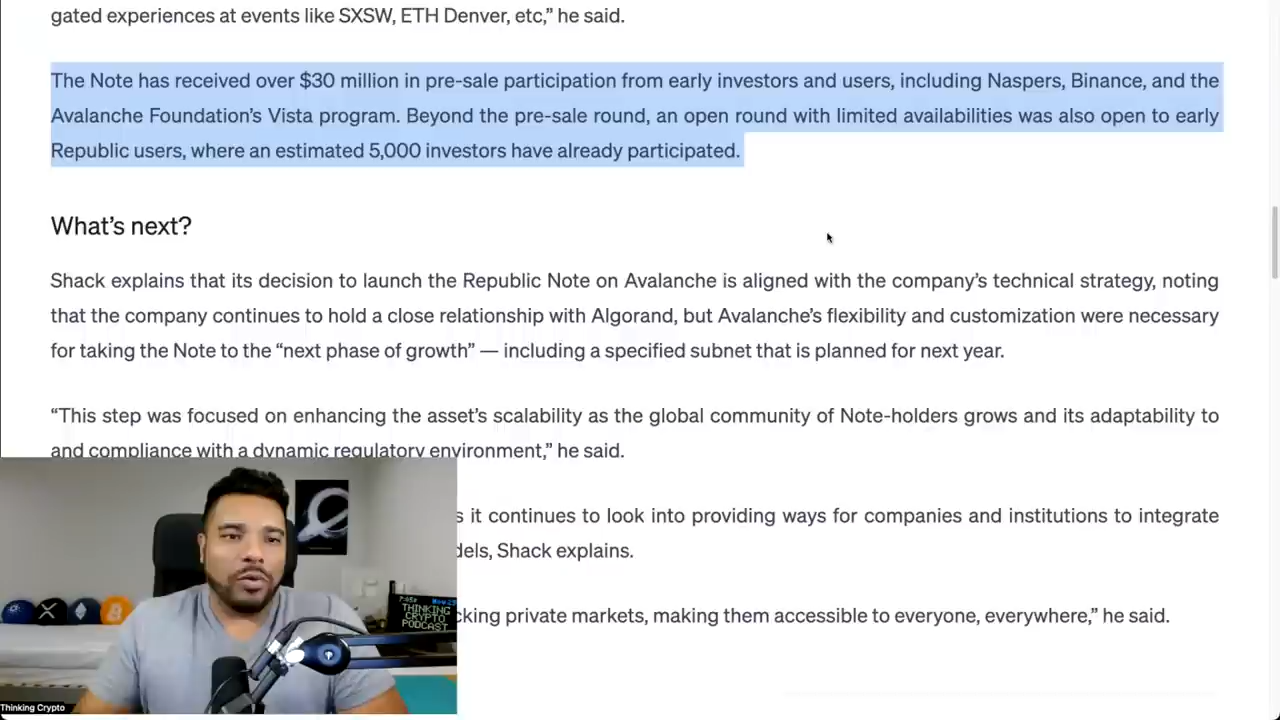 gated experiences at events like SXSW, ETH Denver, etc,” he said.
The Note has received over $30 million in pre-sale participation from early investors and users, including Naspers, Binance, and the
Avalanche Foundation’s Vista program. Beyond the pre-sale round, an open round with limited availabilities was also open to early
Republic users, where an estimated 5,000 investors have already participated.
What’s next?
Shack explains that its decision to launch the Republic Note on Avalanche is aligned with the company’s technical strategy, noting
that the company continues to hold a close relationship with Algorand, but Avalanche’s flexibility and customization were necessary
for taking the Note to the “next phase of growth” — including a specified subnet that is planned for next year.
“This step was focused on enhancing the asset’s scalability as the global community of Note-holders grows and its adaptability to
and compliance with a dynamic regulatory environment,” he said.
s it continues to look into providing ways for companies and institutions to integrate
dels, Shack explains.
cking private markets, making them accessible to everyone, everywhere,” he said.
THINKING
CRYPTO
PODCAST
Thinking Crypto